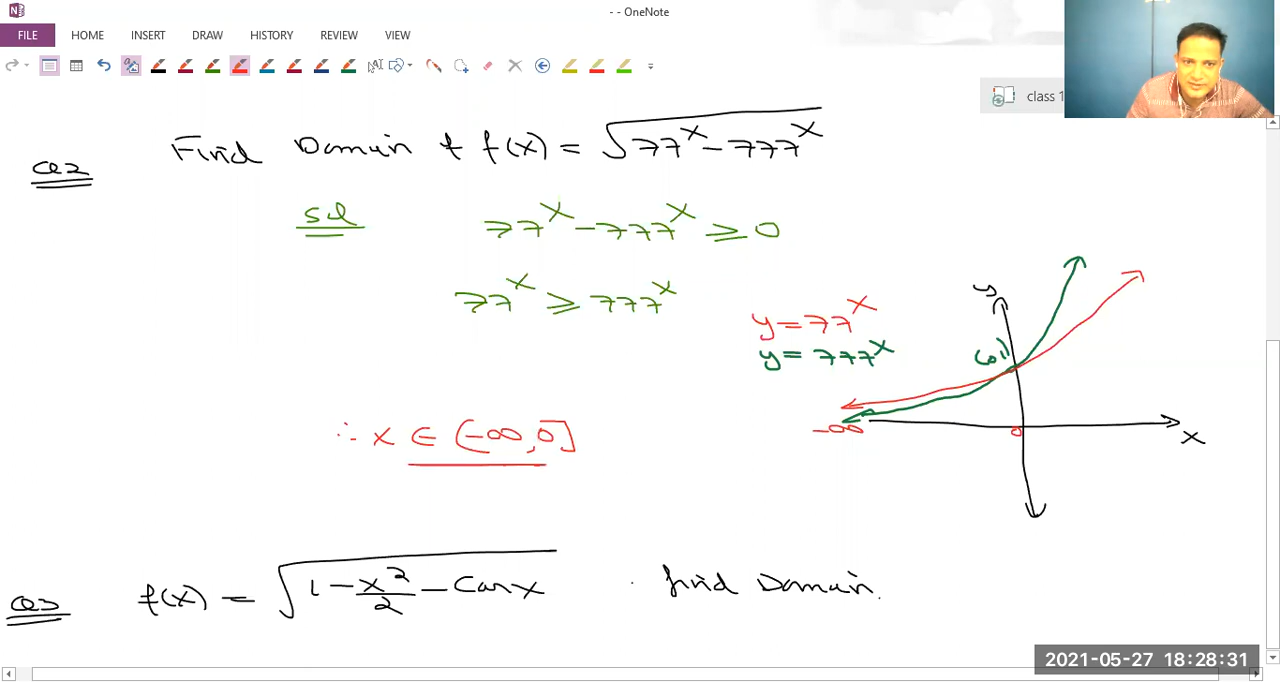 - - OneNote
FILE HOME INSERT DRAW HISTORY REVIEW VIEW
class 1
Q2 Find Domain of f(x) = √77^x - 777^x
Sol 77^x - 777^x ≥ 0
77^x ≥ 777^x
y = 77^x
y = 777^x
y
(0,1)
-∞
0
x
∴ x ∈ (-∞, 0]
Q3 f(x) = √1 - x²/2 - Cos x . find Domain.
2021-05-27 18:28:31